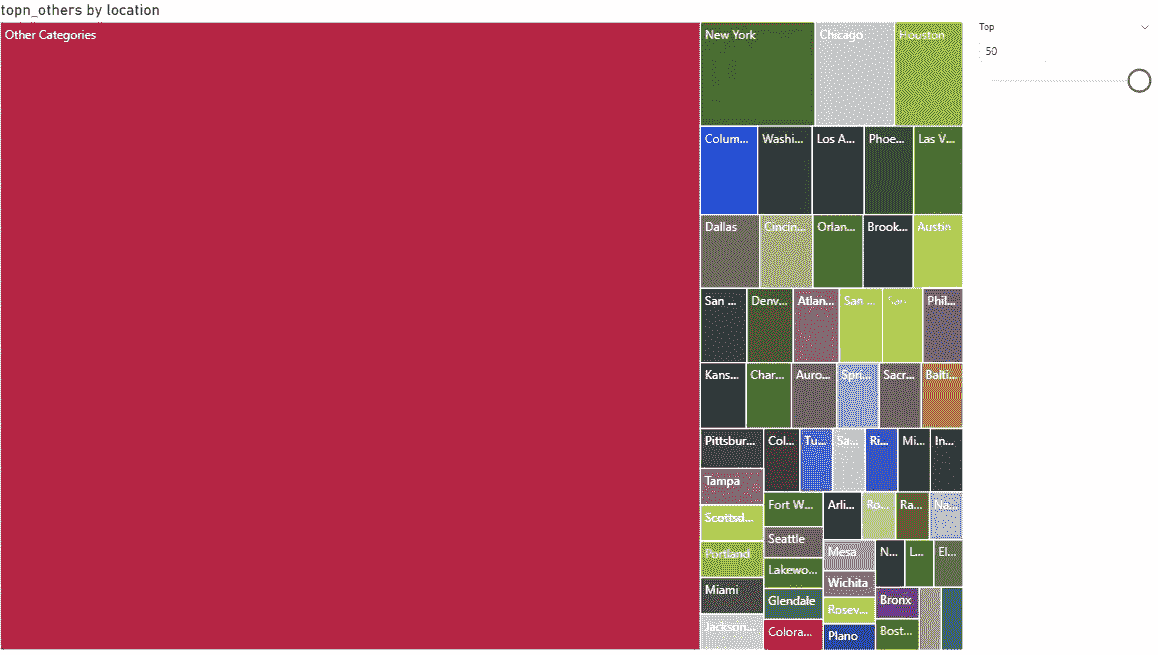 topn_others by location
Other Categories
New York
Chicago
Houston
Top
50
Colum...
Washi...
Los A...
Phoe...
Las V...
Dallas
Cincin...
Orlan...
Brook...
Austin
San ...
Denv...
Atlan...
San ...
San
Phil...
Kans...
Char...
Auro...
Spri...
Sacr...
Balti...
Pittsbur...
Col...
Tu...
Sa...
Ri...
Mi...
In...
Tampa
Scottsd...
Fort W...
Arli...
Ro...
Ra...
Na...
Portland
Seattle
Mesa
N...
L...
El...
Lakewo...
Wichita
Miami
Glendale
Rosev...
Bronx
Jackson...
Colora...
Plano
Bost...